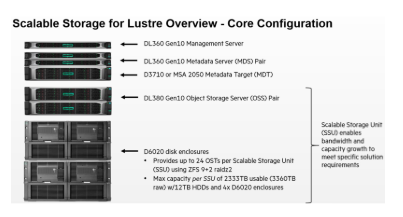 Scalable Storage for Lustre Overview - Core Configuration
DL360 Gen10 Management Server
DL360 Gen10 Metadata Server (MDS) Pair
D3710 or MSA 2050 Metadata Target (MDT)
DL380 Gen10 Object Storage Server (OSS) Pair
D6020 disk enclosures
• Provides up to 24 OSTs per Scalable Storage Unit
(SSU) using ZFS 9+2 raidz2
• Max capacity per SSU of 2333TB usable (3360TB
raw) w/12TB HDDs and 4x D6020 enclosures
Scalable Storage Unit
(SSU) enables
bandwidth and
capacity growth to
meet specific solution
requirements